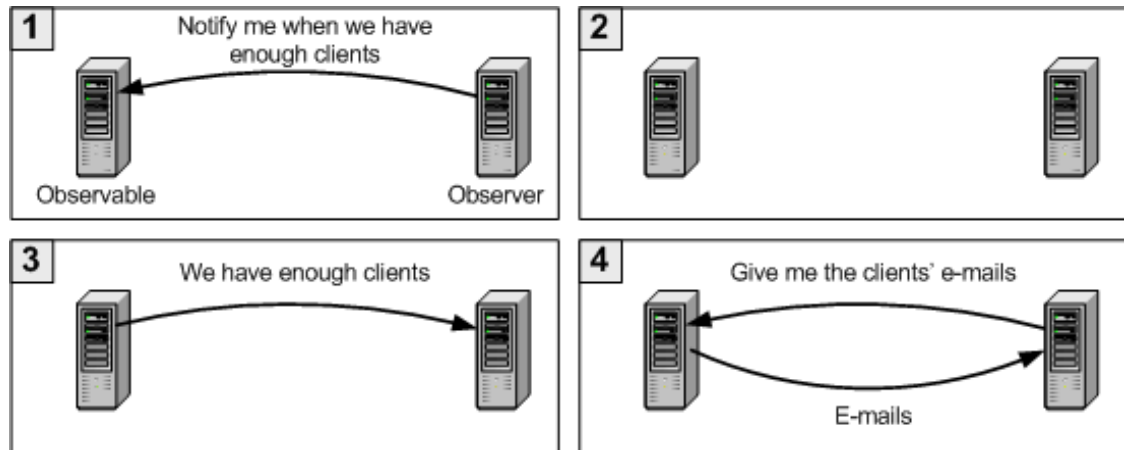 1
Notify me when we have
enough clients
Observable
Observer
2
3
We have enough clients
4
Give me the clients’ e-mails
E-mails